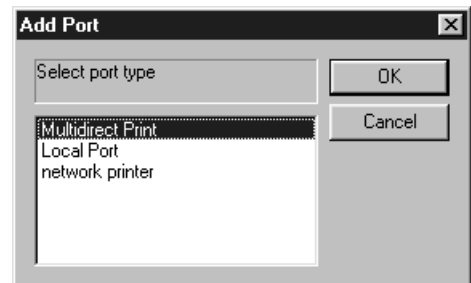 Add Port
Select port type
OK
Multidirect Print
Cancel
Local Port
network printer